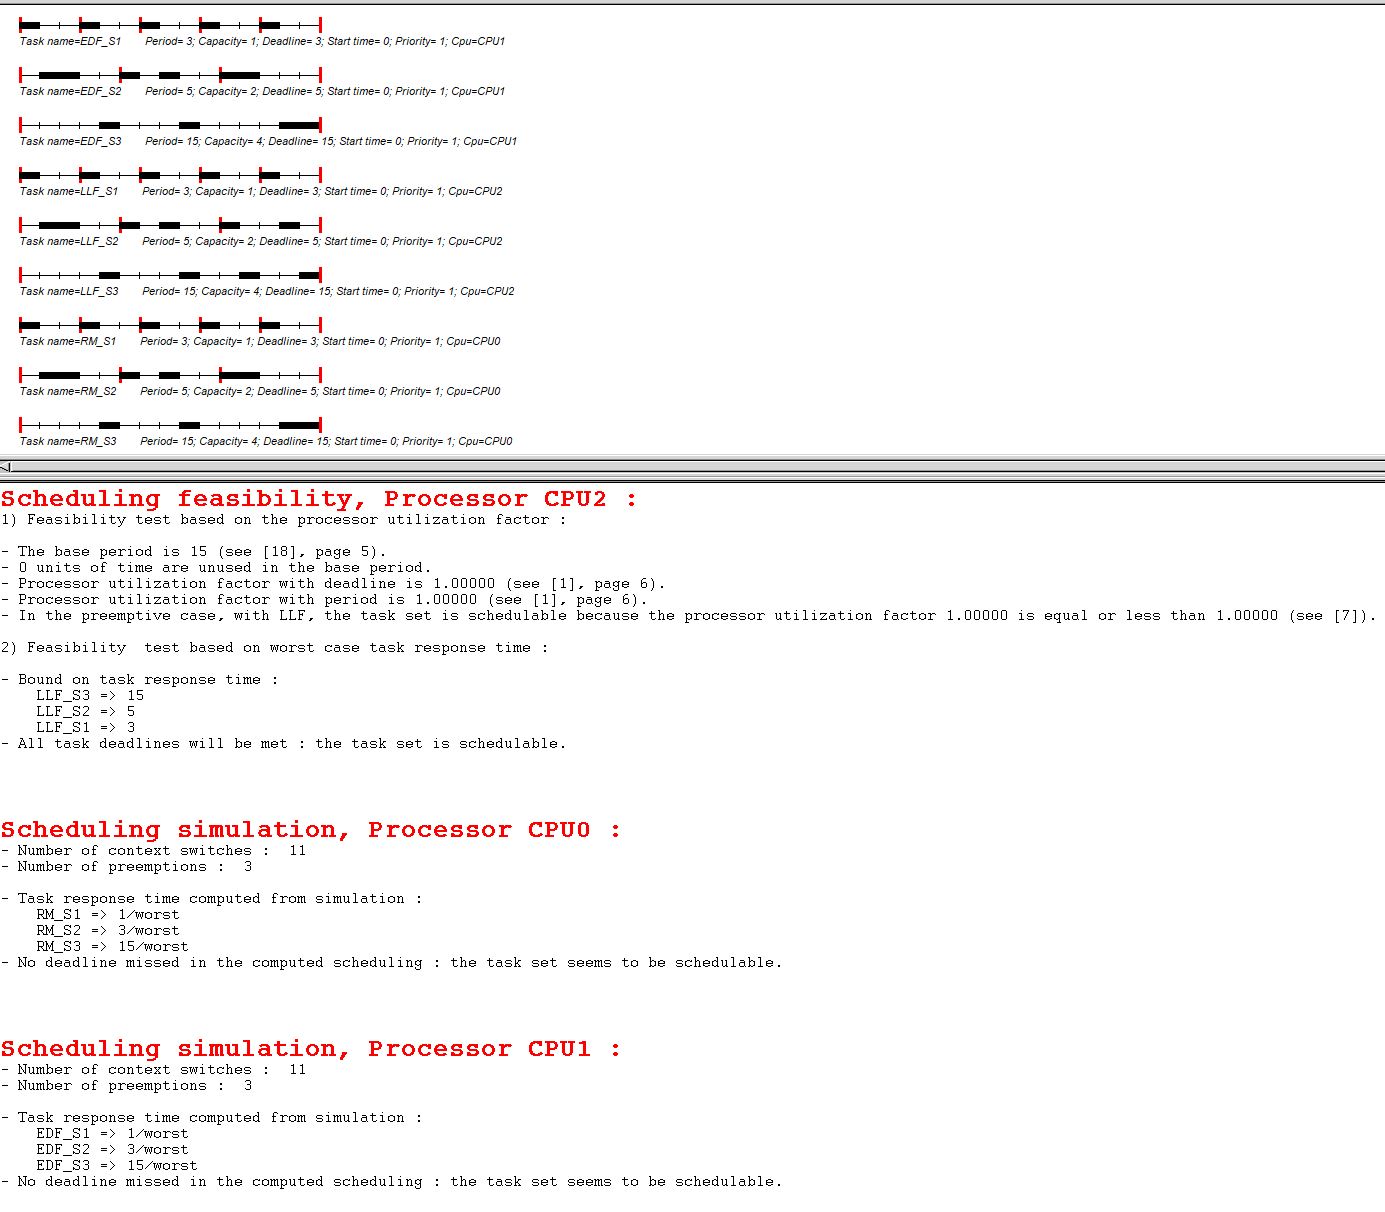 Task name=EDF_S1 Period= 3; Capacity= 1; Deadline= 3; Start time= 0; Priority= 1; Cpu=CPU1
Task name=EDF_S2 Period= 5; Capacity= 2; Deadline= 5; Start time= 0; Priority= 1; Cpu=CPU1
Task name=EDF_S3 Period= 15; Capacity= 4; Deadline= 15; Start time= 0; Priority= 1; Cpu=CPU1
Task name=LLF_S1 Period= 3; Capacity= 1; Deadline= 3; Start time= 0; Priority= 1; Cpu=CPU2
Task name=LLF_S2 Period= 5; Capacity= 2; Deadline= 5; Start time= 0; Priority= 1; Cpu=CPU2
Task name=LLF_S3 Period= 15; Capacity= 4; Deadline= 15; Start time= 0; Priority= 1; Cpu=CPU2
Task name=RM_S1 Period= 3; Capacity= 1; Deadline= 3; Start time= 0; Priority= 1; Cpu=CPU0
Task name=RM_S2 Period= 5; Capacity= 2; Deadline= 5; Start time= 0; Priority= 1; Cpu=CPU0
Task name=RM_S3 Period= 15; Capacity= 4; Deadline= 15; Start time= 0; Priority= 1; Cpu=CPU0
Scheduling feasibility, Processor CPU2 :
1) Feasibility test based on the processor utilization factor :
- The base period is 15 (see [18], page 5).
- 0 units of time are unused in the base period.
- Processor utilization factor with deadline is 1.00000 (see [1], page 6).
- Processor utilization factor with period is 1.00000 (see [1], page 6).
- In the preemptive case, with LLF, the task set is schedulable because the processor utilization factor 1.00000 is equal or less than 1.00000 (see [7]).
2) Feasibility test based on worst case task response time :
- Bound on task response time :
LLF_S3 => 15
LLF_S2 => 5
LLF_S1 => 3
- All task deadlines will be met : the task set is schedulable.
Scheduling simulation, Processor CPU0 :
- Number of context switches : 11
- Number of preemptions : 3
- Task response time computed from simulation :
RM_S1 => 1/worst
RM_S2 => 3/worst
RM_S3 => 15/worst
- No deadline missed in the computed scheduling : the task set seems to be schedulable.
Scheduling simulation, Processor CPU1 :
- Number of context switches : 11
- Number of preemptions : 3
- Task response time computed from simulation :
EDF_S1 => 1/worst
EDF_S2 => 3/worst
EDF_S3 => 15/worst
- No deadline missed in the computed scheduling : the task set seems to be schedulable.